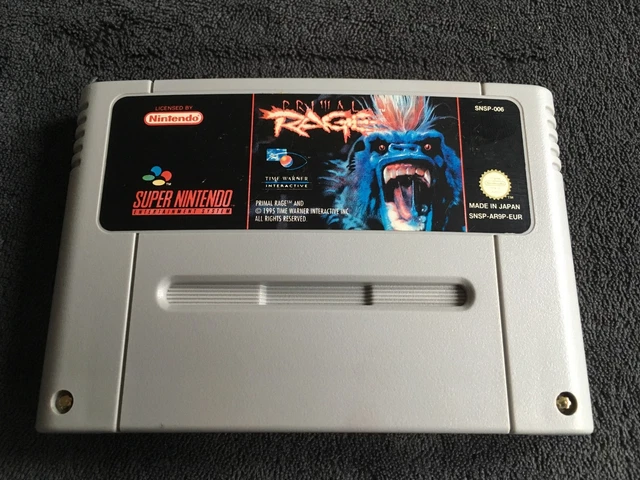 LICENSED BY
Nintendo
PRIMAL
RAGE
SNSP-006
SUPER NINTENDO
ENTERTAINMENT SYSTEM
TIME WARNER
INTERACTIVE
PRIMAL RAGE™ AND
© 1995 TIME WARNER INTERACTIVE INC
ALL RIGHTS RESERVED.
TM
MADE IN JAPAN
SNSP-AR9P-EUR